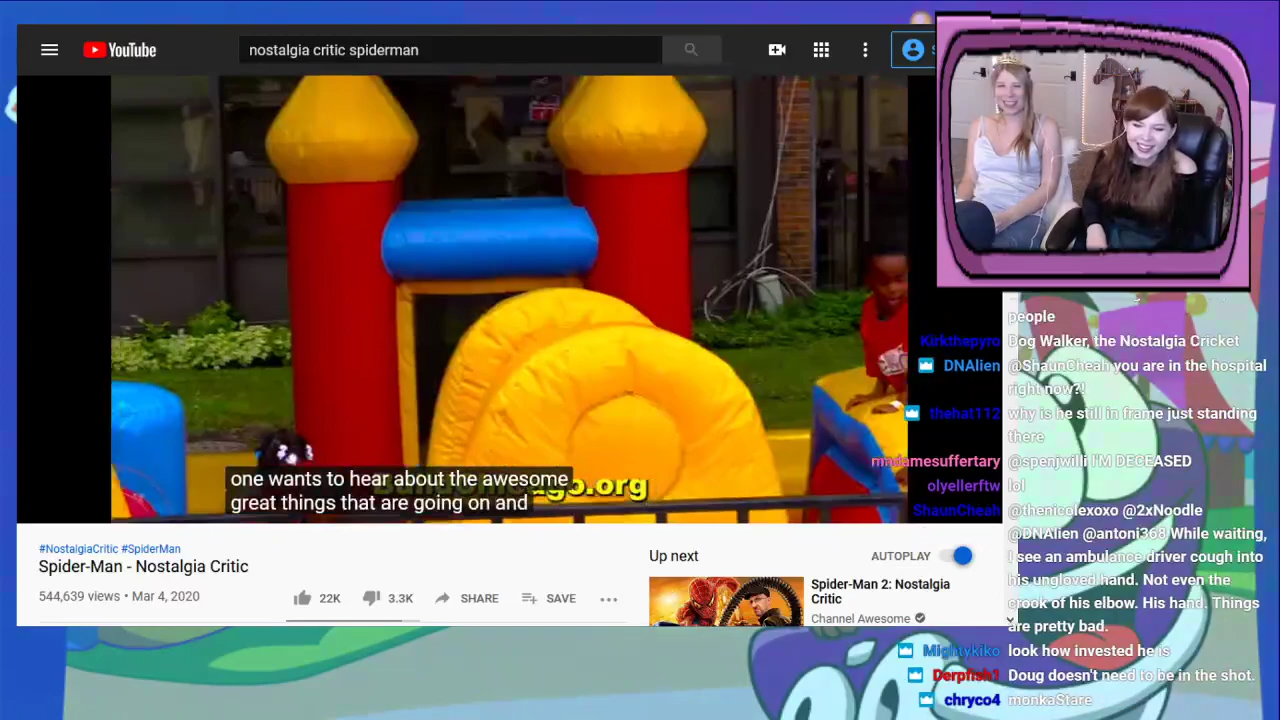 YouTube
nostalgia critic spiderman
one wants to hear about the awesome
great things that are going on and
go.org
#NostalgiaCritic #SpiderMan
Spider-Man - Nostalgia Critic
544,639 views • Mar 4, 2020
22K
3.3K
SHARE
SAVE
Up next
AUTOPLAY
Spider-Man 2: Nostalgia
Critic
Channel Awesome
people
Kirkthepyro Dog Walker, the Nostalgia Cricket
DNAlien @ShaunCheah you are in the hospital
right now?!
thehat112 why is he still in frame just standing
there
madamesuffertary @spenjwilli I'M DECEASED
olyellerftw lol
ShaunCheah @thenicolexoxo @2xNoodle
@DNAlien @antoni368 While waiting,
I see an ambulance driver cough into
his ungloved hand. Not even the
crook of his elbow. His hand. Things
are pretty bad.
Mightykiko look how invested he is
Derpfish1 Doug doesn't need to be in the shot.
chryco4 monkaStare